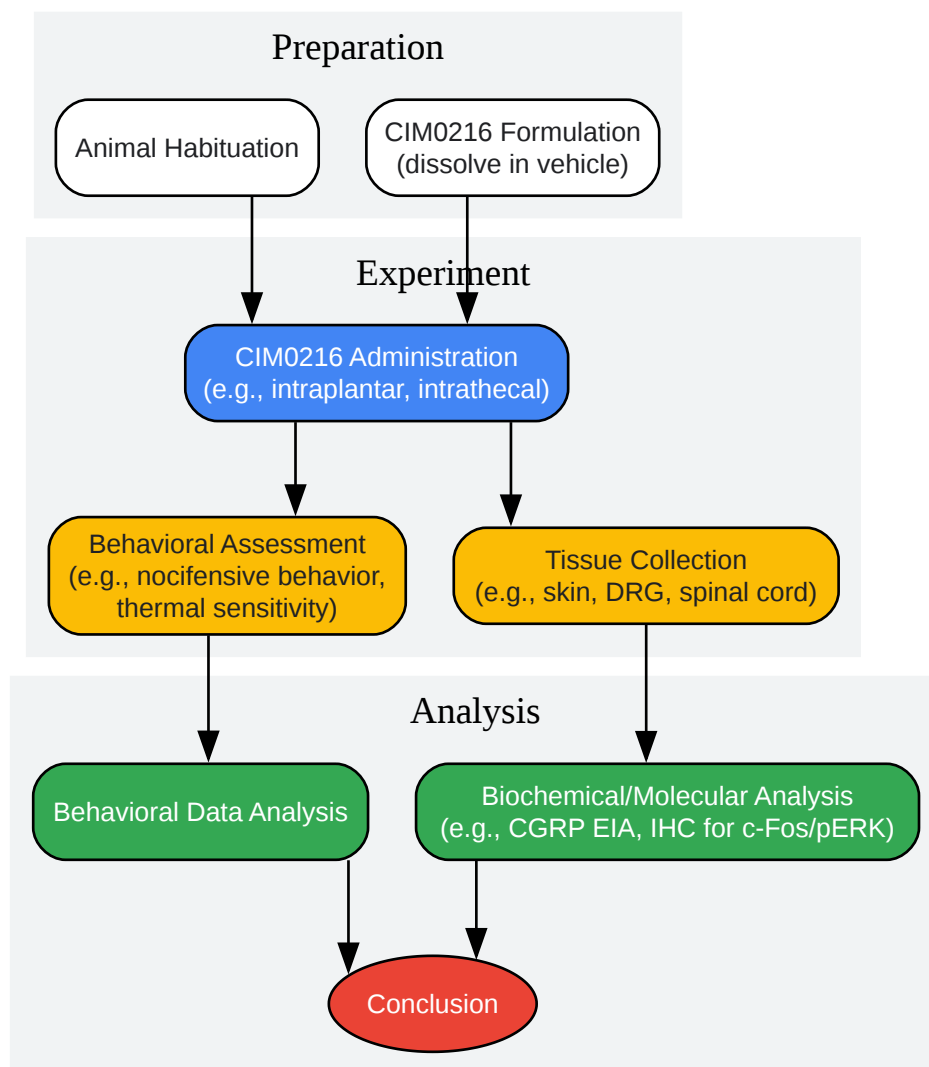 Preparation
Animal Habituation
CIM0216 Formulation
(dissolve in vehicle)
Experiment
CIM0216 Administration
(e.g., intraplantar, intrathecal)
Behavioral Assessment
(e.g., nocifensive behavior,
thermal sensitivity)
Tissue Collection
(e.g., skin, DRG, spinal cord)
Analysis
Behavioral Data Analysis
Biochemical/Molecular Analysis
(e.g., CGRP EIA, IHC for c-Fos/pERK)
Conclusion